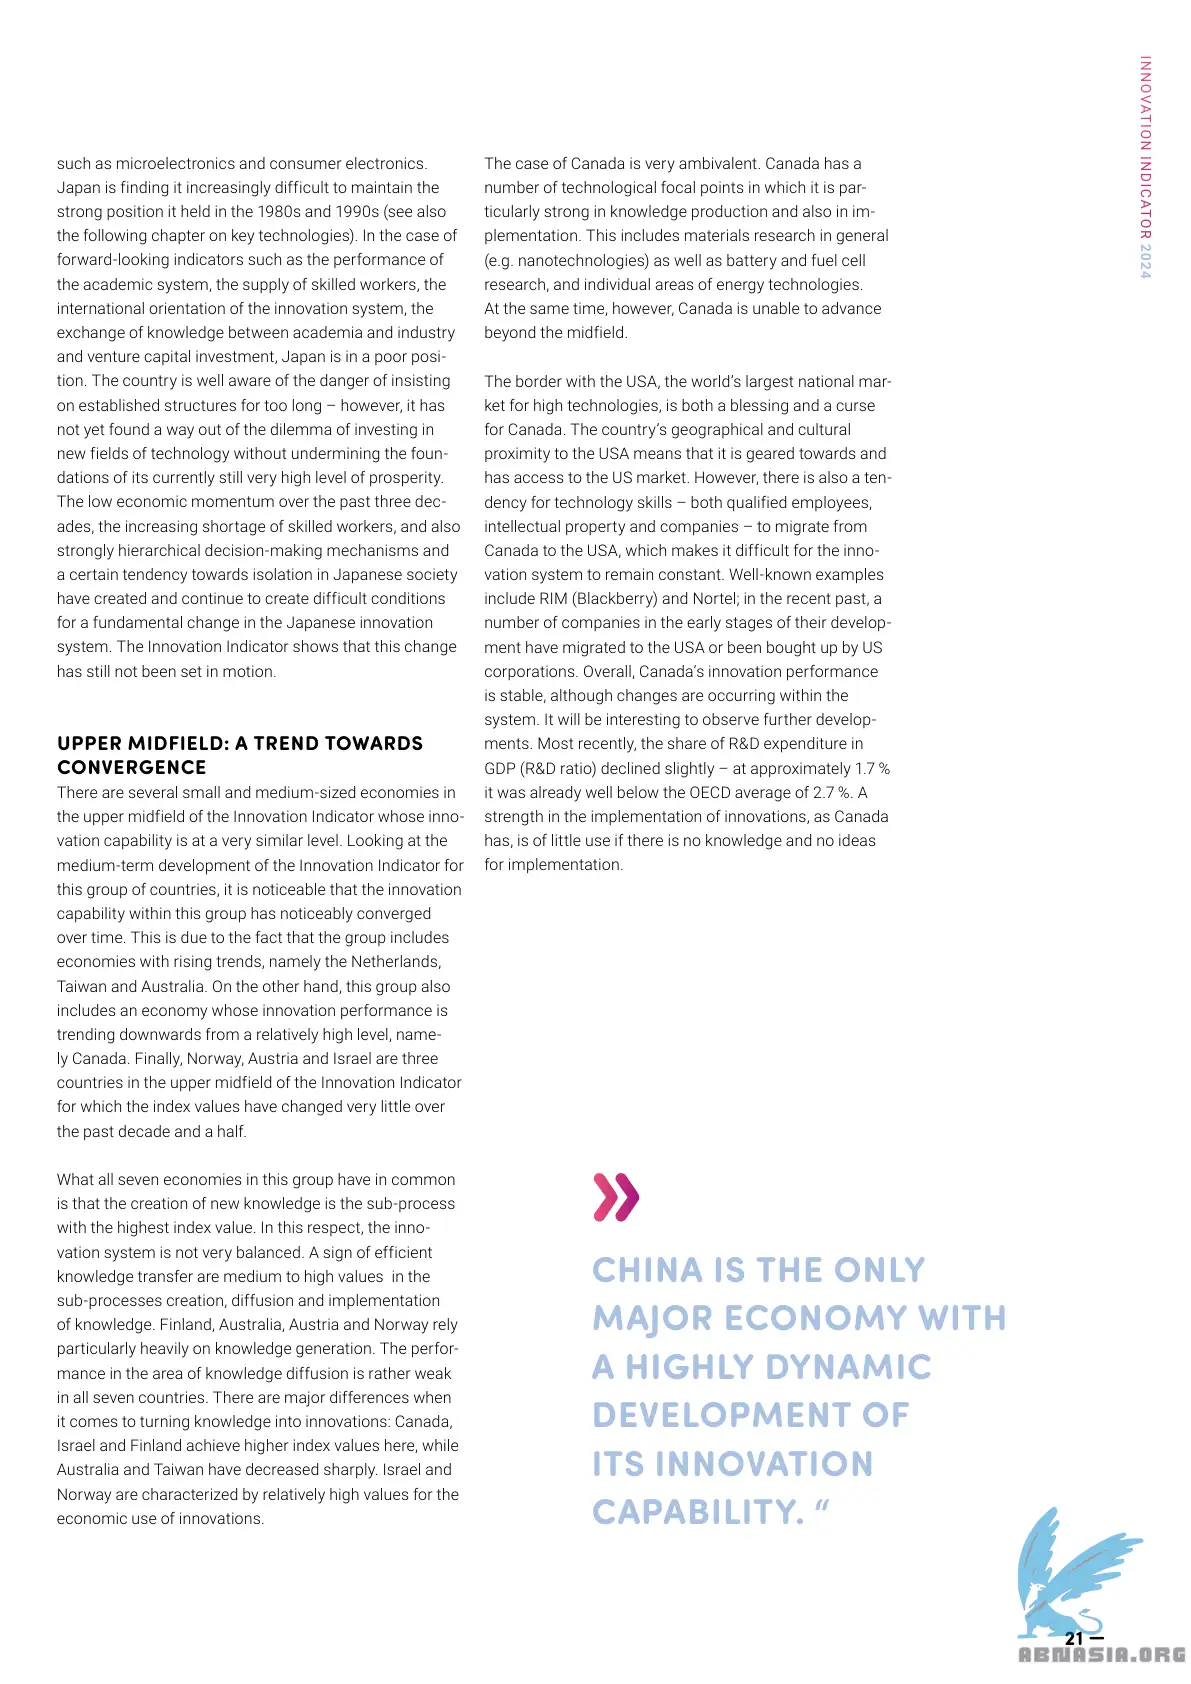 INNOVATION INDICATOR 2024
such as microelectronics and consumer electronics.
Japan is finding it increasingly difficult to maintain the
strong position it held in the 1980s and 1990s (see also
the following chapter on key technologies). In the case of
forward-looking indicators such as the performance of
the academic system, the supply of skilled workers, the
international orientation of the innovation system, the
exchange of knowledge between academia and industry
and venture capital investment, Japan is in a poor posi-
tion. The country is well aware of the danger of insisting
on established structures for too long – however, it has
not yet found a way out of the dilemma of investing in
new fields of technology without undermining the foun-
dations of its currently still very high level of prosperity.
The low economic momentum over the past three dec-
ades, the increasing shortage of skilled workers, and also
strongly hierarchical decision-making mechanisms and
a certain tendency towards isolation in Japanese society
have created and continue to create difficult conditions
for a fundamental change in the Japanese innovation
system. The Innovation Indicator shows that this change
has still not been set in motion.
UPPER MIDFIELD: A TREND TOWARDS
CONVERGENCE
There are several small and medium-sized economies in
the upper midfield of the Innovation Indicator whose inno-
vation capability is at a very similar level. Looking at the
medium-term development of the Innovation Indicator for
this group of countries, it is noticeable that the innovation
capability within this group has noticeably converged
over time. This is due to the fact that the group includes
economies with rising trends, namely the Netherlands,
Taiwan and Australia. On the other hand, this group also
includes an economy whose innovation performance is
trending downwards from a relatively high level, name-
ly Canada. Finally, Norway, Austria and Israel are three
countries in the upper midfield of the Innovation Indicator
for which the index values have changed very little over
the past decade and a half.
What all seven economies in this group have in common
is that the creation of new knowledge is the sub-process
with the highest index value. In this respect, the inno-
vation system is not very balanced. A sign of efficient
knowledge transfer are medium to high values in the
sub-processes creation, diffusion and implementation
of knowledge. Finland, Australia, Austria and Norway rely
particularly heavily on knowledge generation. The perfor-
mance in the area of knowledge diffusion is rather weak
in all seven countries. There are major differences when
it comes to turning knowledge into innovations: Canada,
Israel and Finland achieve higher index values here, while
Australia and Taiwan have decreased sharply. Israel and
Norway are characterized by relatively high values for the
economic use of innovations.
The case of Canada is very ambivalent. Canada has a
number of technological focal points in which it is par-
ticularly strong in knowledge production and also in im-
plementation. This includes materials research in general
(e.g. nanotechnologies) as well as battery and fuel cell
research, and individual areas of energy technologies.
At the same time, however, Canada is unable to advance
beyond the midfield.
The border with the USA, the world's largest national mar-
ket for high technologies, is both a blessing and a curse
for Canada. The country's geographical and cultural
proximity to the USA means that it is geared towards and
has access to the US market. However, there is also a ten-
dency for technology skills – both qualified employees,
intellectual property and companies – to migrate from
Canada to the USA, which makes it difficult for the inno-
vation system to remain constant. Well-known examples
include RIM (Blackberry) and Nortel; in the recent past, a
number of companies in the early stages of their develop-
ment have migrated to the USA or been bought up by US
corporations. Overall, Canada's innovation performance
is stable, although changes are occurring within the
system. It will be interesting to observe further develop-
ments. Most recently, the share of R&D expenditure in
GDP (R&D ratio) declined slightly – at approximately 1.7 %
it was already well below the OECD average of 2.7 %. A
strength in the implementation of innovations, as Canada
has, is of little use if there is no knowledge and no ideas
for implementation.
CHINA IS THE ONLY
MAJOR ECONOMY WITH
A HIGHLY DYNAMIC
DEVELOPMENT OF
ITS INNOVATION
CAPABILITY. “
21 —
ABNASIA.ORG